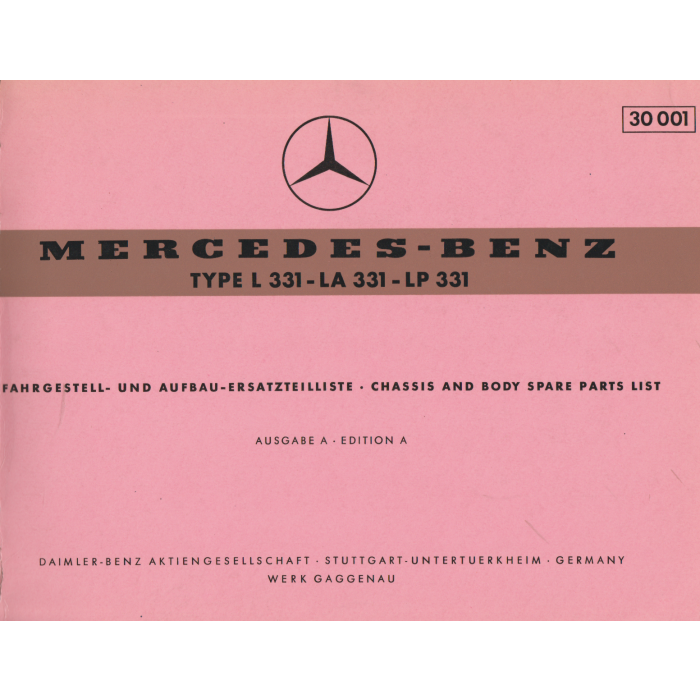 30 001
MERCEDES-BENZ
TYPE L 331 - LA 331 - LP 331
FAHRGESTELL- UND AUFBAU-ERSATZTEILLISTE · CHASSIS AND BODY SPARE PARTS LIST
AUSGABE A · EDITION A
DAIMLER-BENZ AKTIENGESELLSCHAFT · STUTTGART-UNTERTUERKHEIM · GERMANY
WERK GAGGENAU